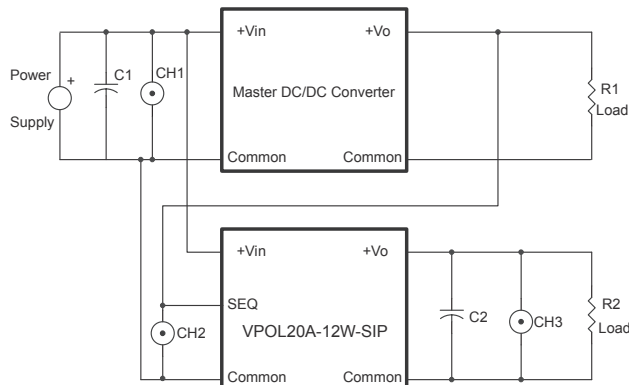 +Vin
+Vo
Power
+
C1
CH1
Master DC/DC Converter
R1
Supply
Load
Common
Common
+Vin
+Vo
SEQ
CH2
VPOL20A-12W-SIP
C2
CH3
R2
Load
Common
Common